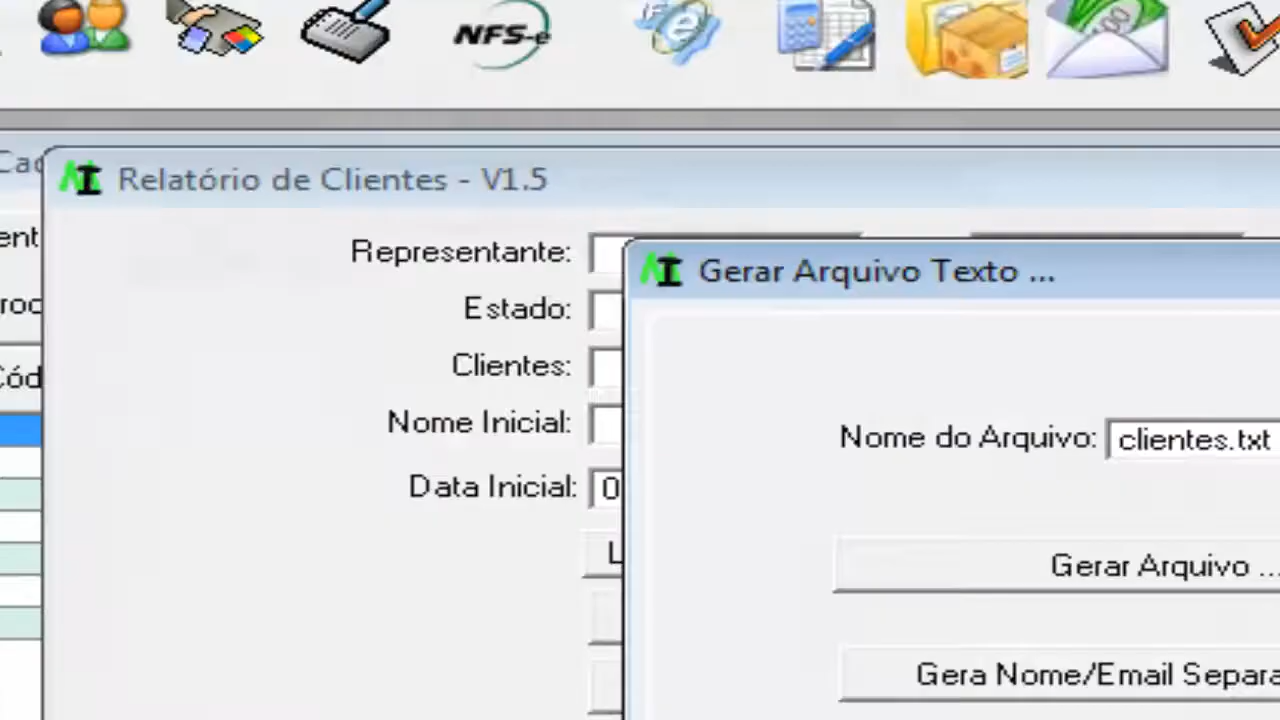 NFS-e
Relatório de Clientes - V1.5
Representante:
Estado:
Clientes:
Nome Inicial:
Data Inicial:
Gerar Arquivo Texto ...
Nome do Arquivo: clientes.txt
Gerar Arquivo ...
Gera Nome/Email Separa